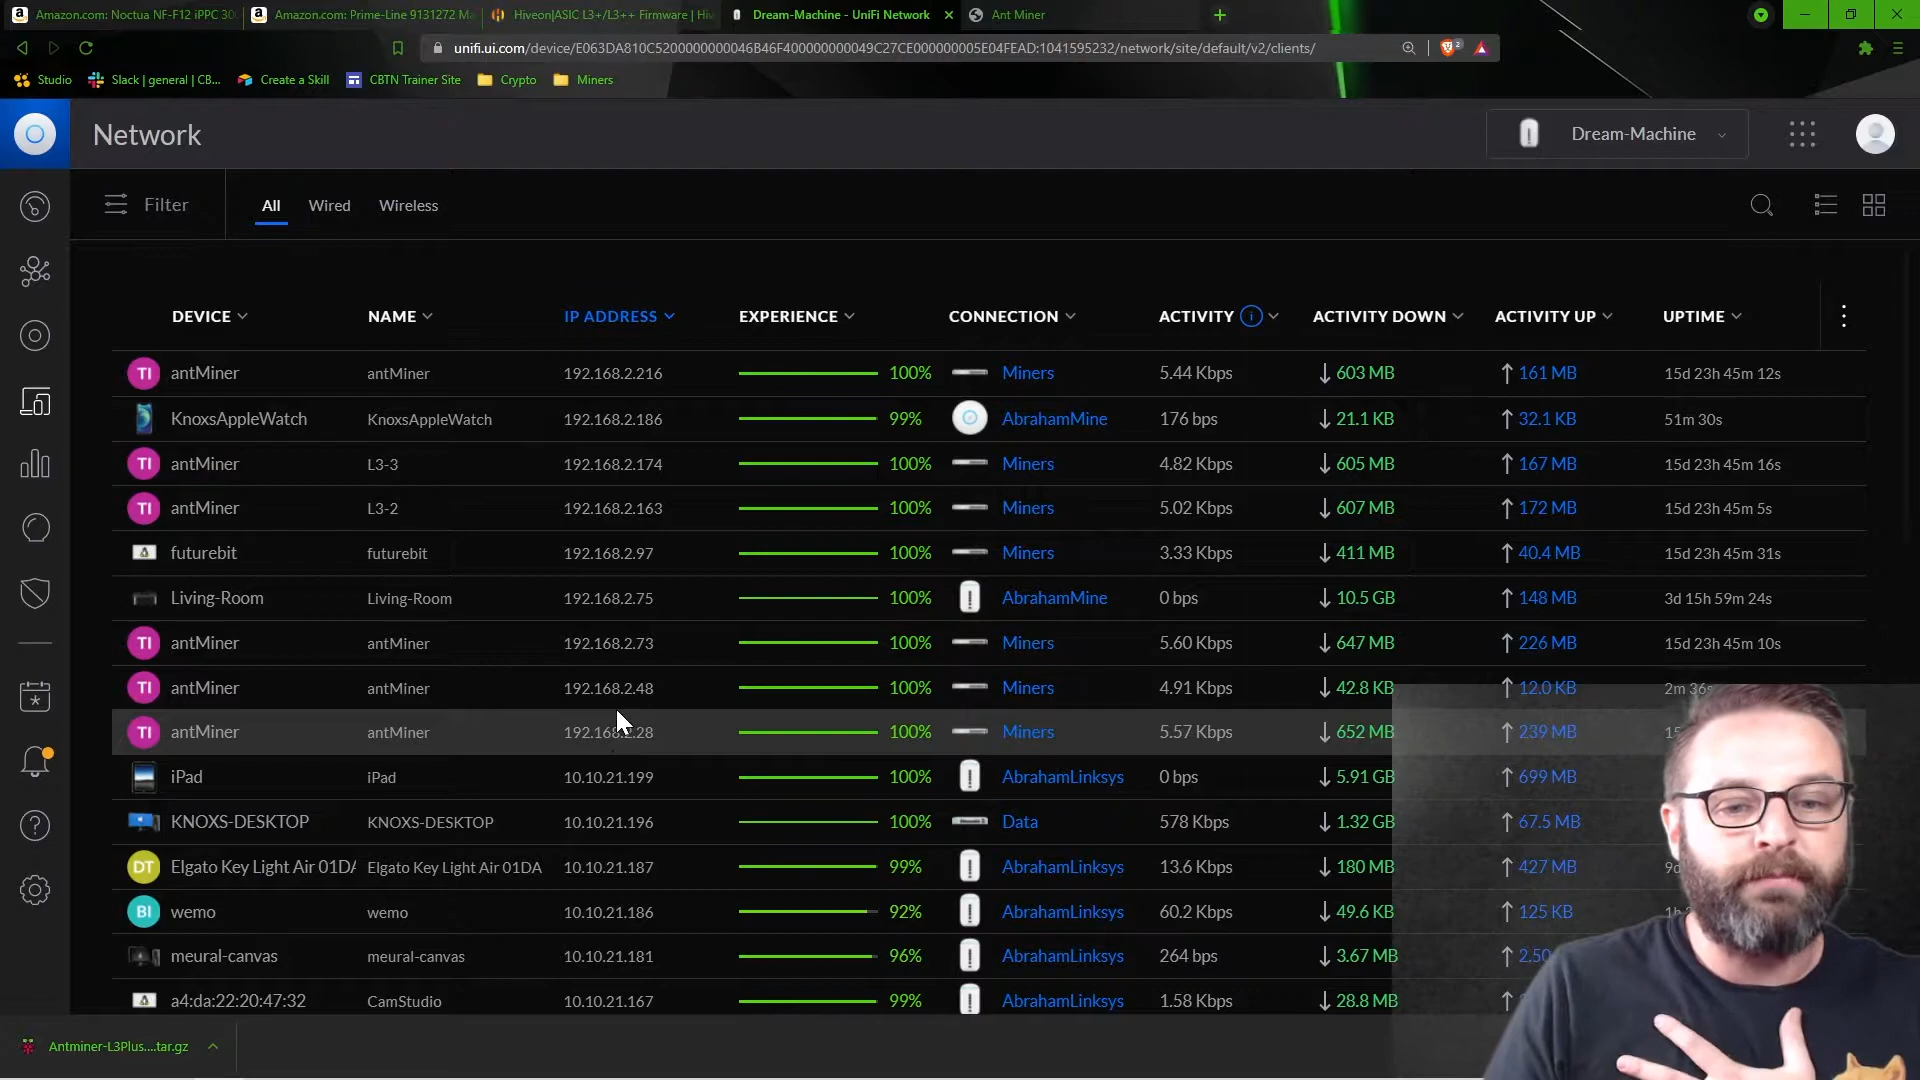 Amazon.com: Noctua NF-F12 iPPC 300
Amazon.com: Prime-Line 9131272 Ma
Hiveon|ASIC L3+/L3++ Firmware | Hiv
Dream-Machine - UniFi Network
Ant Miner
unifi.ui.com/device/E063DA810C5200000000046B46F400000000049C27CE000000005E04FEAD:1041595232/network/site/default/v2/clients/
2
Studio
Slack | general | CB...
Create a Skill
CBTN Trainer Site
Crypto
Miners
Network
Dream-Machine
Filter
All
Wired
Wireless
DEVICE NAME IP ADDRESS EXPERIENCE CONNECTION ACTIVITY ACTIVITY DOWN ACTIVITY UP UPTIME
TI antMiner antMiner 192.168.2.216 100% Miners 5.44 Kbps ↓ 603 MB ↑ 161 MB 15d 23h 45m 12s
KnoxsAppleWatch KnoxsAppleWatch 192.168.2.186 99% AbrahamMine 176 bps ↓ 21.1 KB ↑ 32.1 KB 51m 30s
TI antMiner L3-3 192.168.2.174 100% Miners 4.82 Kbps ↓ 605 MB ↑ 167 MB 15d 23h 45m 16s
TI antMiner L3-2 192.168.2.163 100% Miners 5.02 Kbps ↓ 607 MB ↑ 172 MB 15d 23h 45m 5s
futurebit futurebit 192.168.2.97 100% Miners 3.33 Kbps ↓ 411 MB ↑ 40.4 MB 15d 23h 45m 31s
Living-Room Living-Room 192.168.2.75 100% AbrahamMine 0 bps ↓ 10.5 GB ↑ 148 MB 3d 15h 59m 24s
TI antMiner antMiner 192.168.2.73 100% Miners 5.60 Kbps ↓ 647 MB ↑ 226 MB 15d 23h 45m 10s
TI antMiner antMiner 192.168.2.48 100% Miners 4.91 Kbps ↓ 42.8 KB ↑ 12.0 KB 2m 36s
TI antMiner antMiner 192.168.2.28 100% Miners 5.57 Kbps ↓ 652 MB ↑ 239 MB
iPad iPad 10.10.21.199 100% AbrahamLinksys 0 bps ↓ 5.91 GB ↑ 699 MB
KNOXS-DESKTOP KNOXS-DESKTOP 10.10.21.196 100% Data 578 Kbps ↓ 1.32 GB ↑ 67.5 MB
DT Elgato Key Light Air 01DA Elgato Key Light Air 01DA 10.10.21.187 99% AbrahamLinksys 13.6 Kbps ↓ 180 MB ↑ 427 MB
BI wemo wemo 10.10.21.186 92% AbrahamLinksys 60.2 Kbps ↓ 49.6 KB ↑ 125 KB
meural-canvas meural-canvas 10.10.21.181 96% AbrahamLinksys 264 bps ↓ 3.67 MB ↑ 2.50
a4:da:22:20:47:32 CamStudio 10.10.21.167 99% AbrahamLinksys 1.58 Kbps ↓ 28.8 MB ↑
Antminer-L3Plus....tar.gz